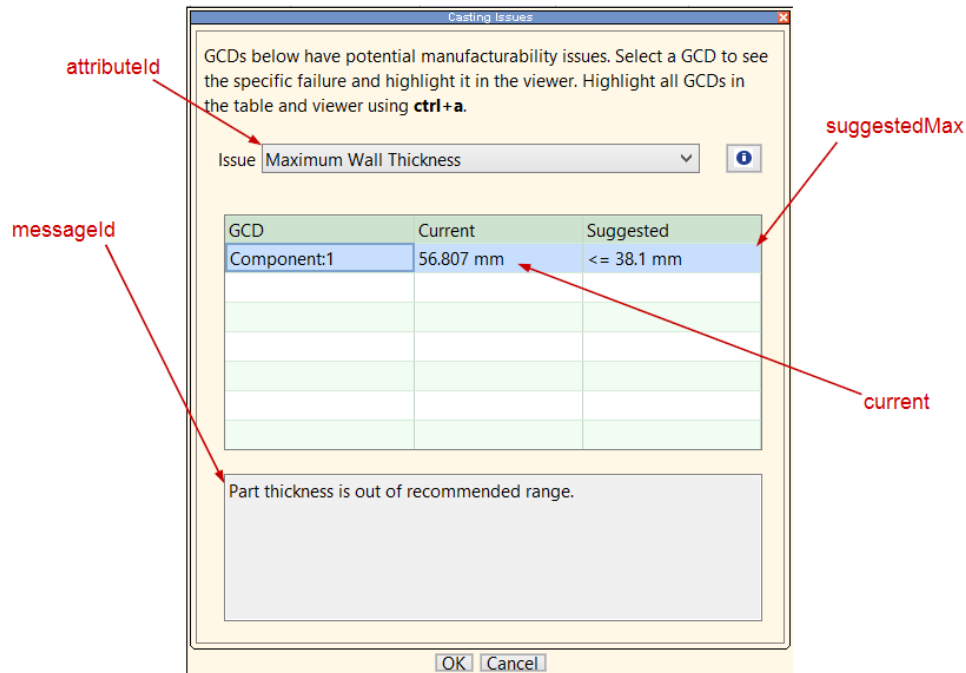 Casting Issues
GCDs below have potential manufacturability issues. Select a GCD to see
the specific failure and highlight it in the viewer. Highlight all GCDs in
the table and viewer using ctrl+a.
attributeId
suggestedMax
Issue Maximum Wall Thickness
messageId
GCD Current Suggested
Component:1 56.807 mm <= 38.1 mm
current
Part thickness is out of recommended range.
OK Cancel